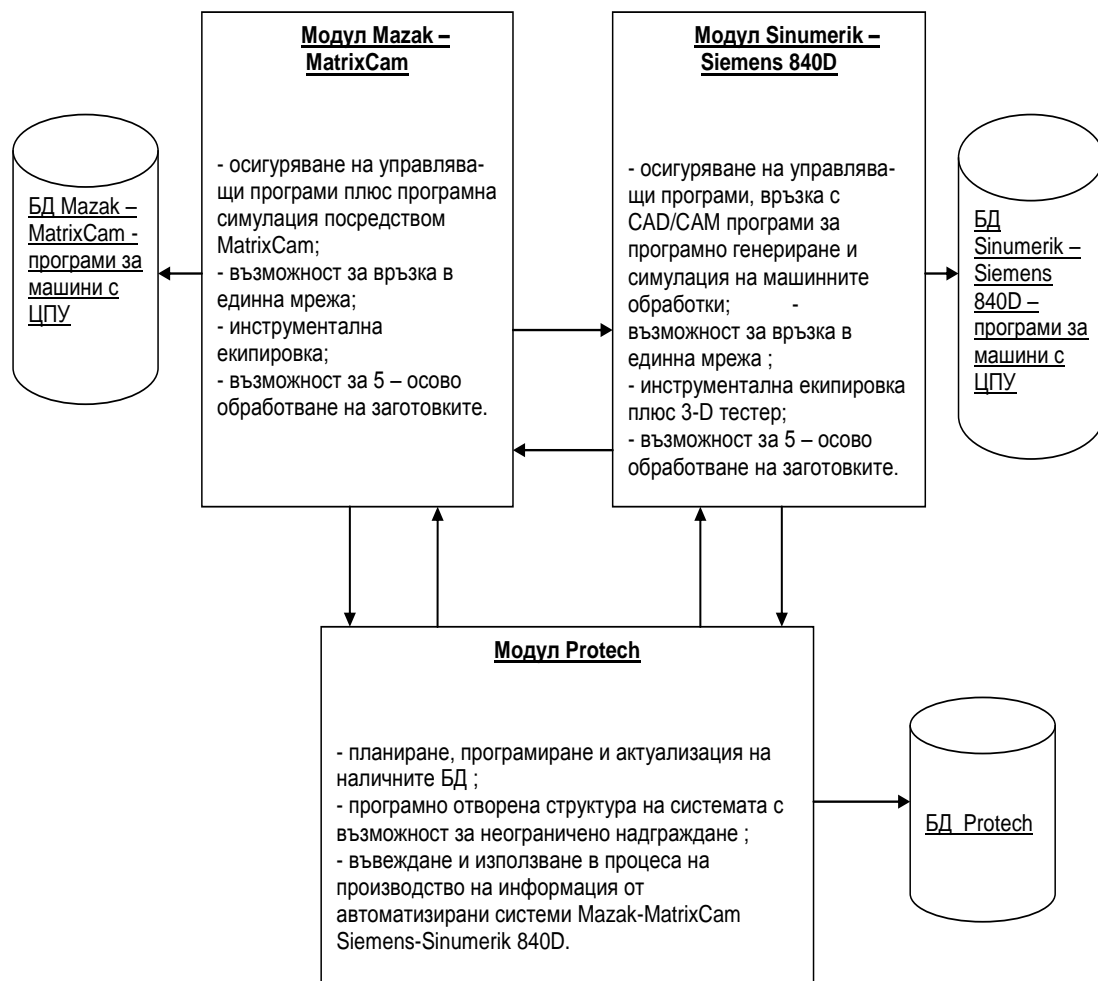 Модул Mazak –
MatrixCam
- осигуряване на управлява-
щи програми плюс програмна
симулация посредством
MatrixCam;
- възможност за връзка в
единна мрежа;
- инструментална
екипировка;
- възможност за 5 – осово
обработване на заготовките.
Модул Sinumerik –
Siemens 840D
- осигуряване на управлява-
щи програми, връзка с
CAD/CAM програми за
програмно генериране и
симулация на машинните
обработки; -
възможност за връзка в
единна мрежа ;
- инструментална екипировка
плюс 3-D тестер;
- възможност за 5 – осово
обработване на заготовките.
БД Mazak –
MatrixCam -
програми за
машини с
ЦПУ
БД
Sinumerik –
Siemens
840D –
програми за
машини с
ЦПУ
Модул Protech
- планиране, програмиране и актуализация на
наличните БД ;
- програмно отворена структура на системата с
възможност за неограничено надграждане ;
- въвеждане и използване в процеса на
производство на информация от
автоматизирани системи Mazak-MatrixCam
Siemens-Sinumerik 840D.
БД Protech